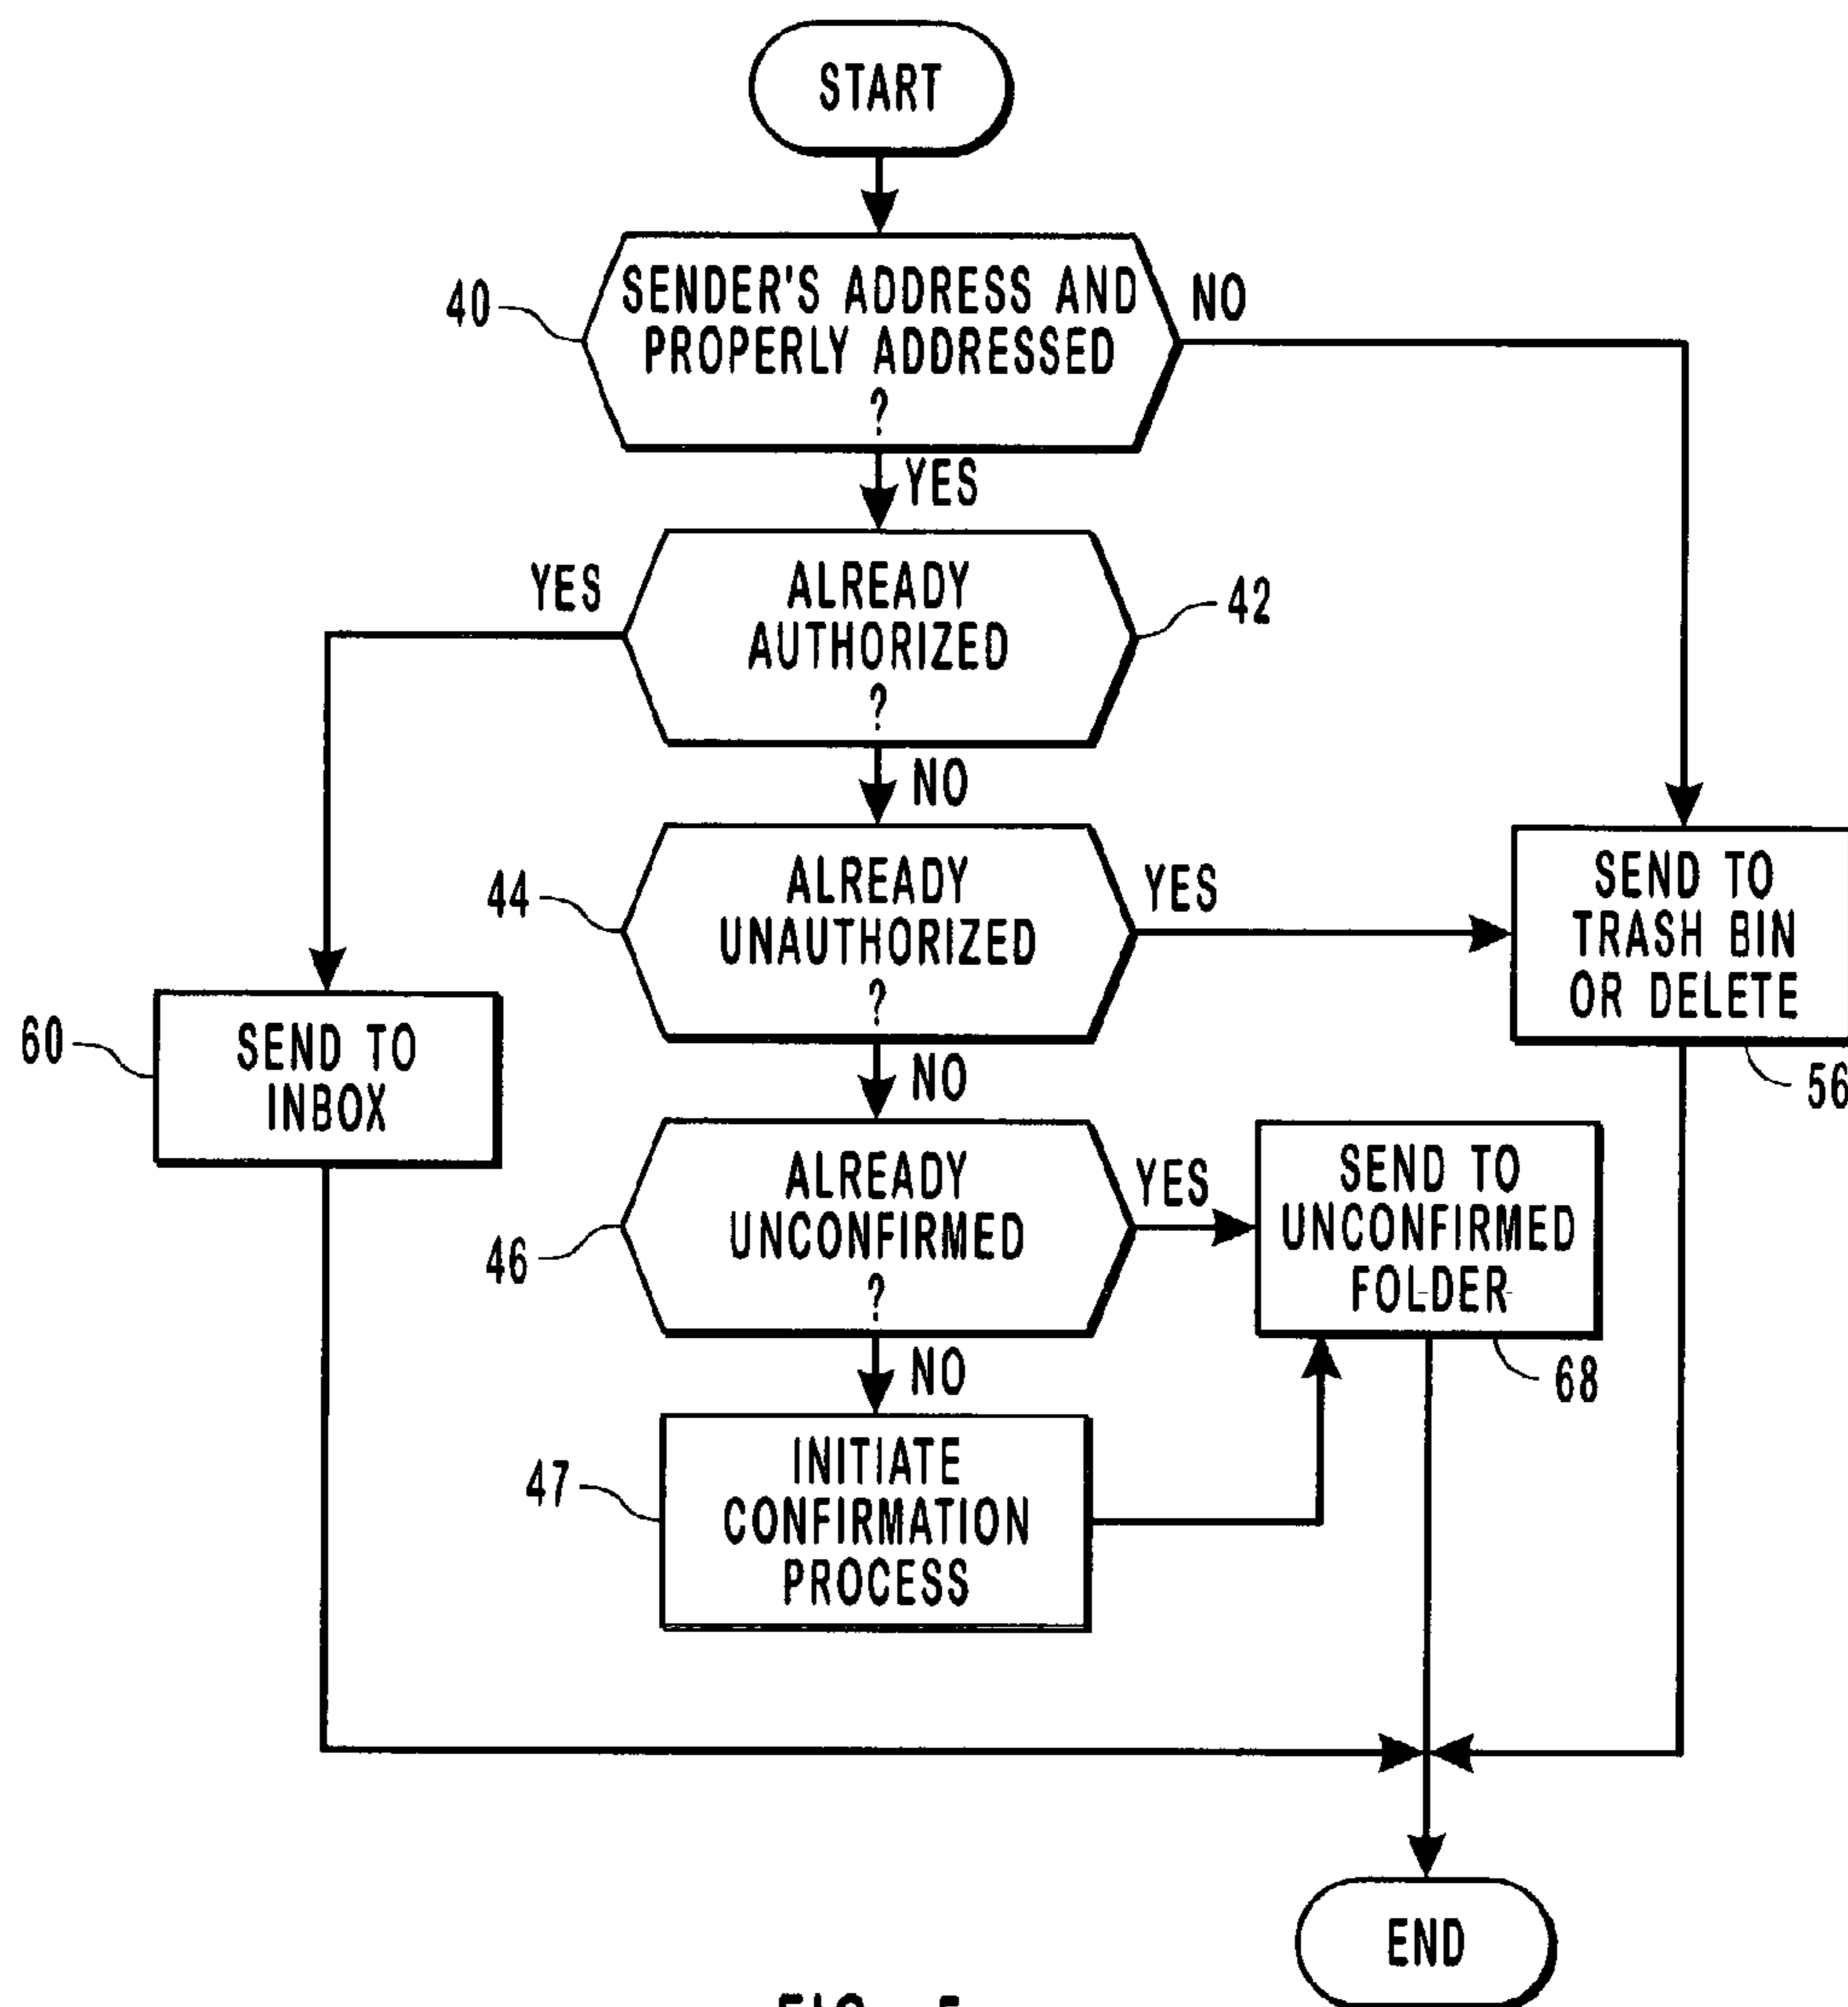 START
40
SENDER'S ADDRESS AND
PROPERLY ADDRESSED
?
NO
YES
YES
ALREADY
AUTHORIZED
?
42
NO
44
ALREADY
UNAUTHORIZED
?
YES
SEND TO
TRASH BIN
OR DELETE
56
60
SEND TO
INBOX
NO
46
ALREADY
UNCONFIRMED
?
YES
SEND TO
UNCONFIRMED
FOLDER
68
NO
47
INITIATE
CONFIRMATION
PROCESS
END